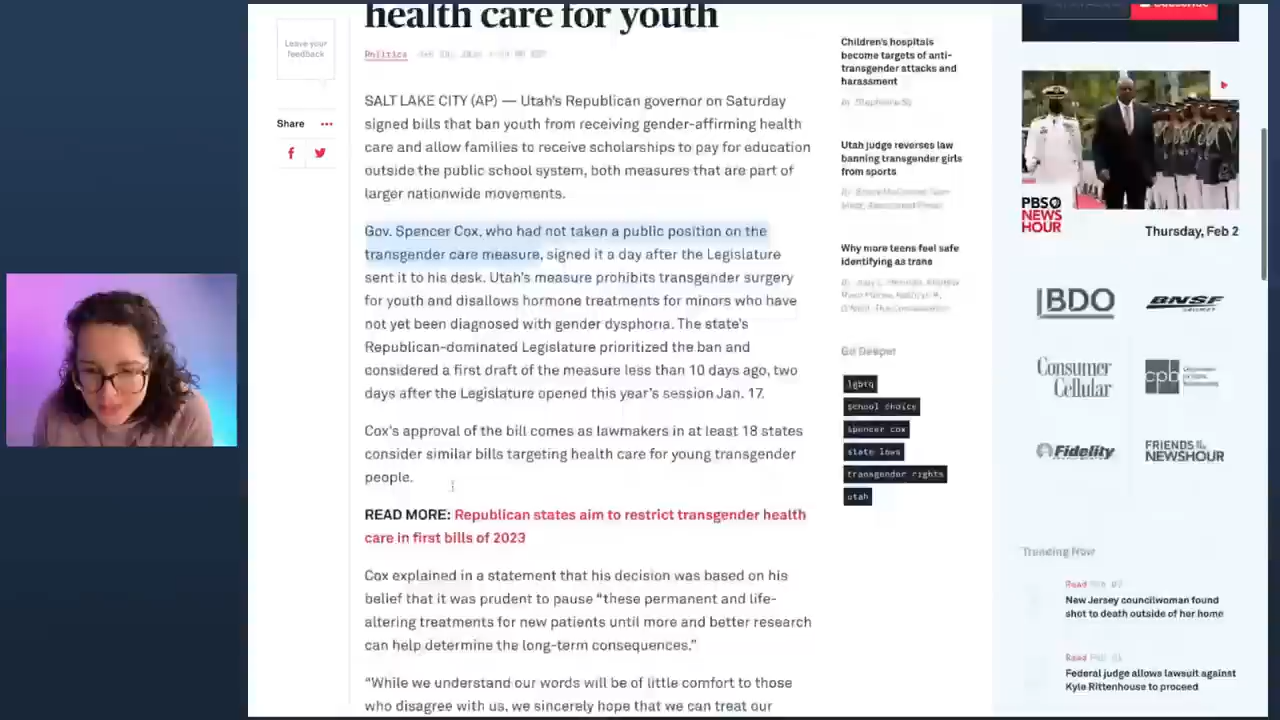 health care for youth
Leave your
feedback
Politics
Share
SALT LAKE CITY (AP) — Utah's Republican governor on Saturday
signed bills that ban youth from receiving gender-affirming health
care and allow families to receive scholarships to pay for education
outside the public school system, both measures that are part of
larger nationwide movements.
Gov. Spencer Cox, who had not taken a public position on the
transgender care measure, signed it a day after the Legislature
sent it to his desk. Utah's measure prohibits transgender surgery
for youth and disallows hormone treatments for minors who have
not yet been diagnosed with gender dysphoria. The state's
Republican-dominated Legislature prioritized the ban and
considered a first draft of the measure less than 10 days ago, two
days after the Legislature opened this year's session Jan. 17.
Cox's approval of the bill comes as lawmakers in at least 18 states
consider similar bills targeting health care for young transgender
people.
READ MORE: Republican states aim to restrict transgender health
care in first bills of 2023
Cox explained in a statement that his decision was based on his
belief that it was prudent to pause “these permanent and life-
altering treatments for new patients until more and better research
can help determine the long-term consequences.”
“While we understand our words will be of little comfort to those
who disagree with us, we sincerely hope that we can treat our
Children's hospitals
become targets of anti-
transgender attacks and
harassment
By
Utah judge reverses law
banning transgender girls
from sports
By
Why more teens feel safe
identifying as trans
By
Go Deeper
lgbtq
school choice
spencer cox
state laws
transgender rights
utah
Subscribe
PBS
NEWS
HOUR
Thursday, Feb 2
BDO
BNSF
RAILWAY
Consumer
Cellular
cpb
Fidelity
FRIENDS OF THE
NEWSHOUR
Trending Now
Read
New Jersey councilwoman found
shot to death outside of her home
Read
Federal judge allows lawsuit against
Kyle Rittenhouse to proceed